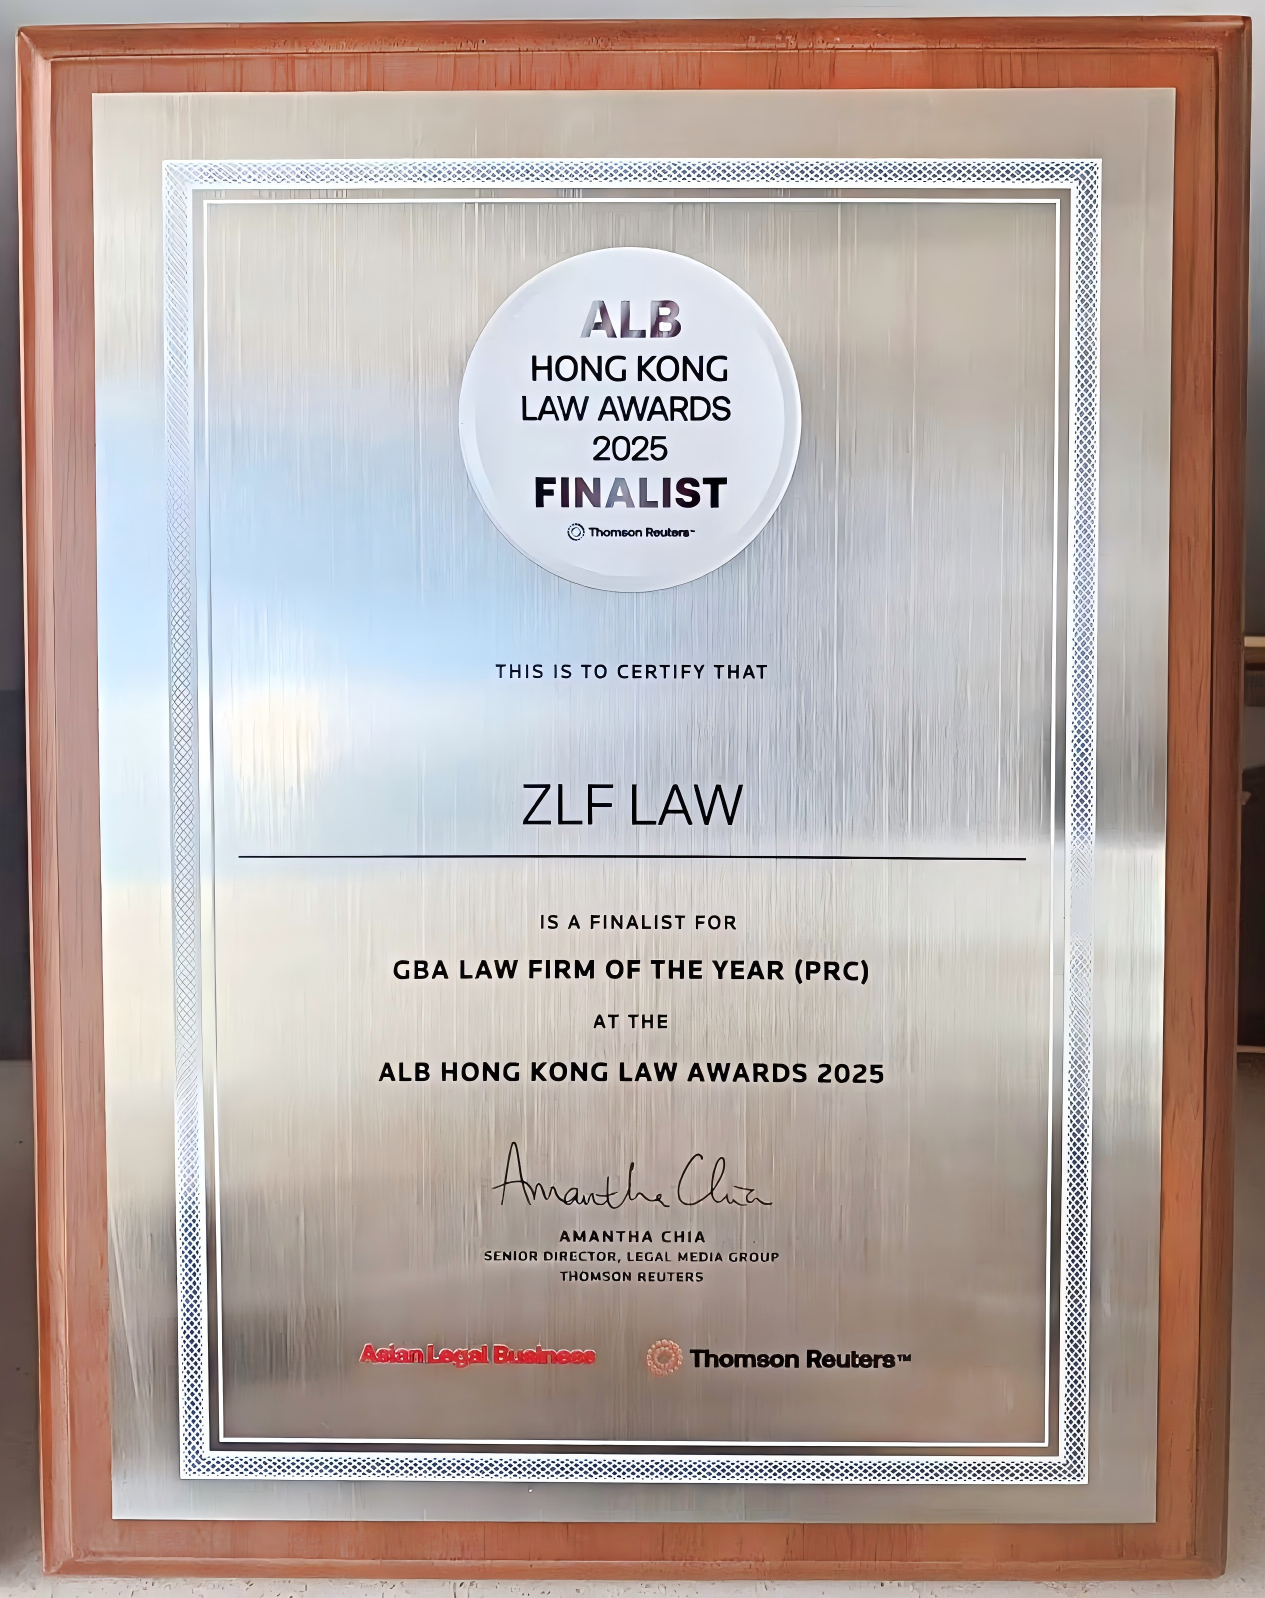 ALB
HONG KONG
LAW AWARDS
2025
FINALIST
Thomson Reuters™
THIS IS TO CERTIFY THAT
ZLF LAW
IS A FINALIST FOR
GBA LAW FIRM OF THE YEAR (PRC)
AT THE
ALB HONG KONG LAW AWARDS 2025
Amantha Chia
AMANTHA CHIA
SENIOR DIRECTOR, LEGAL MEDIA GROUP
THOMSON REUTERS
Asian Legal Business
Thomson Reuters™